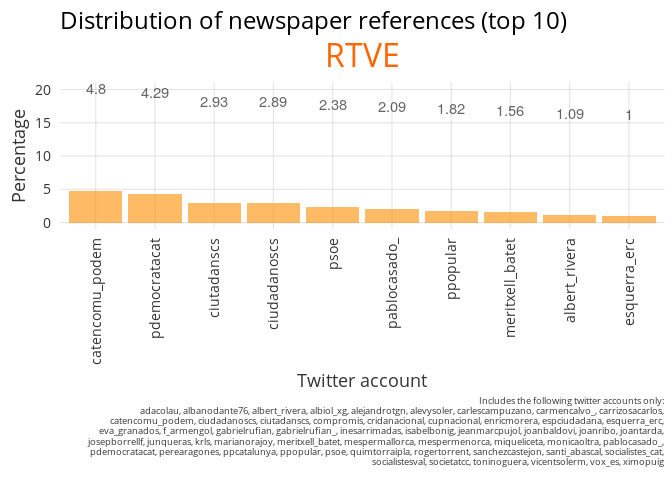 Distribution of newspaper references (top 10)
RTVE
Percentage
20
15
10
5
0
4.8
4.29
2.93
2.89
2.38
2.09
1.82
1.56
1.09
1
catencomu_podem
pdemocratacat
ciutadanscs
ciudadanoscs
psoe
pablocasado_
ppopular
meritxell_batet
albert_rivera
esquerra_erc
Twitter account
Includes the following twitter accounts only:
adacolau, albanodante76, albert_rivera, albiol_xg, alejandrotgn, alevysoler, carlescampuzano, carmencalvo_, carrizosacarlos,
catencomu_podem, ciudadanoscs, ciutadanscs, compromis, cridanacional, cupnacional, enricmorera, espciudadana, esquerra_erc,
eva_granados, f_armengol, gabrielrufian, gabrielrufian_, inesarrimadas, isabelbonig, jeanmarcpujol, joanbaldovi, joanribo, joantarda,
josepborrellf, junqueras, krls, marianorajoy, meritxell_batet, mespermallorca, mespermenorca, miqueliceta, monicaoltra, pablocasado_,
pdemocratacat, perearagones, ppcatalunya, ppopular, psoe, quimtorraipla, rogertorrent, sanchezcastejon, santi_abascal, socialistes_cat,
socialistesval, societatcc, toninoguera, vicentsolerm, vox_es, ximopuig